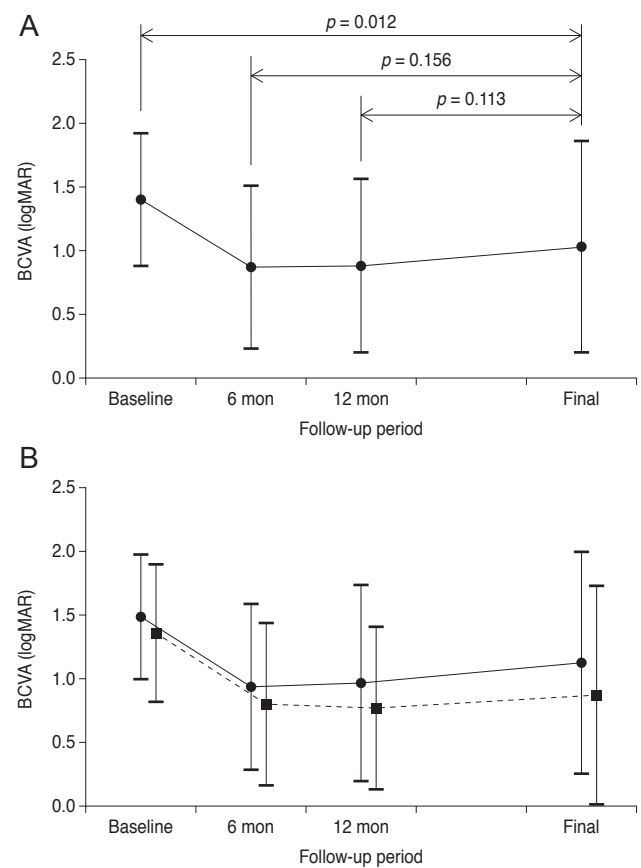 A
p = 0.012
p = 0.156
p = 0.113
2.5
2.0
1.5
1.0
0.5
0.0
BCVA (logMAR)
Baseline 6 mon 12 mon Final
Follow-up period
B
2.5
2.0
1.5
1.0
0.5
0.0
BCVA (logMAR)
Baseline 6 mon 12 mon Final
Follow-up period